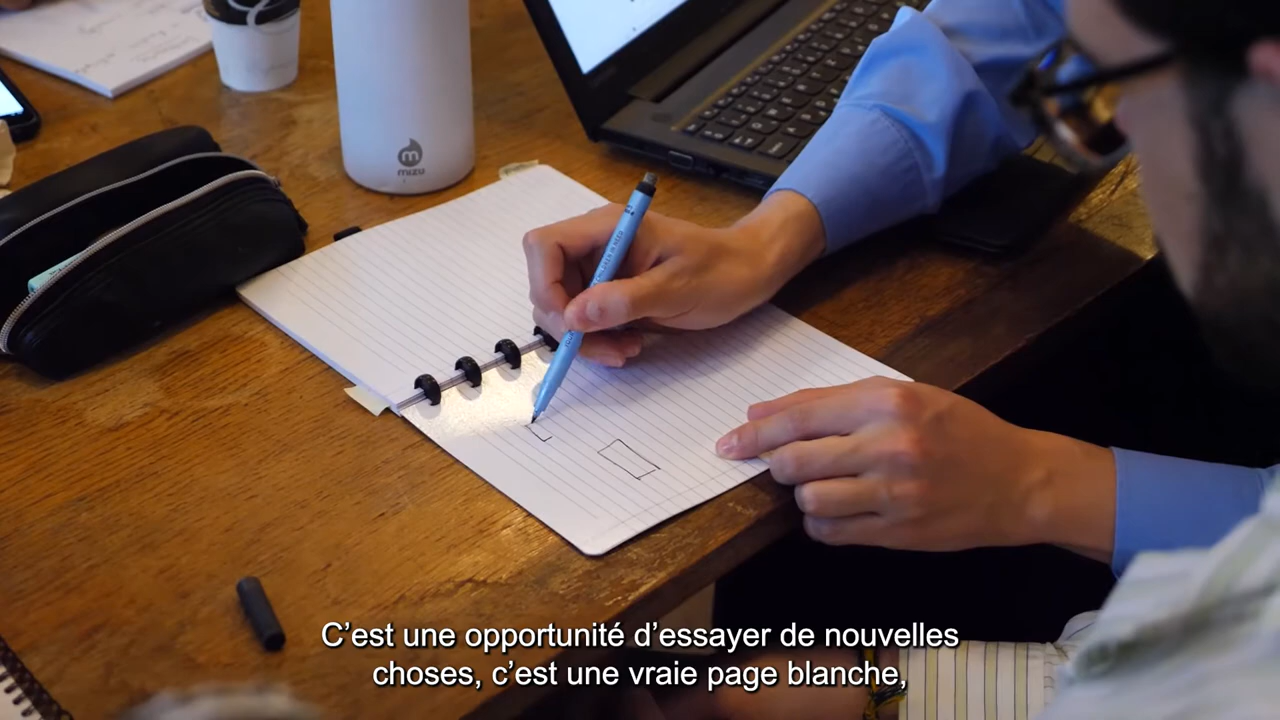 mizu
C'est une opportunité d'essayer de nouvelles
choses, c'est une vraie page blanche,